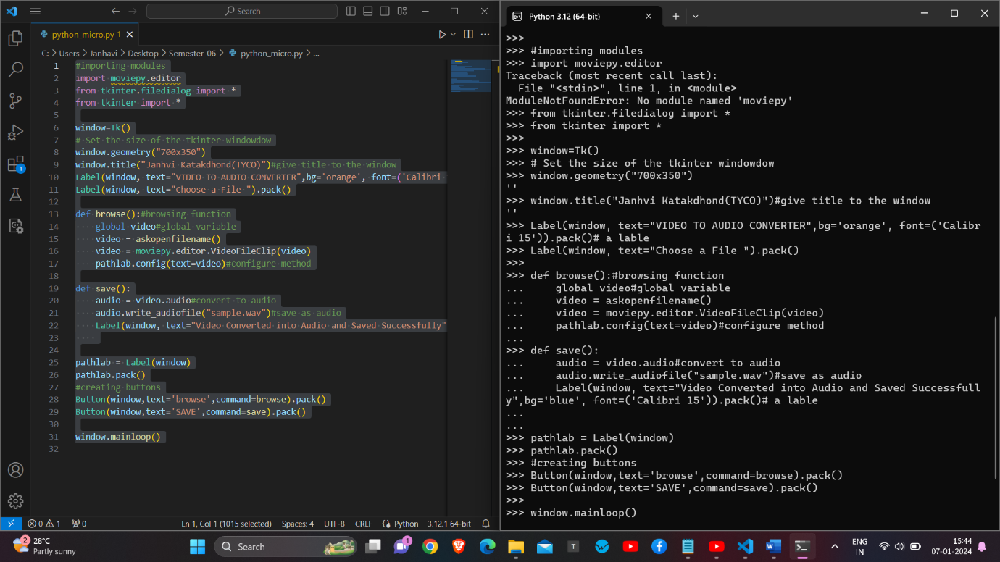 Search
python_micro.py 1
C: > Users > Janhavi > Desktop > Semester-06 > python_micro.py > ...
1 #importing modules
2 import moviepy.editor
3 from tkinter.filedialog import *
4 from tkinter import *
5
6 window=Tk()
7 # Set the size of the tkinter windowdow
8 window.geometry("700x350")
9 window.title("Janhvi Katakdhond(TYCO)")#give title to the window
10 Label(window, text="VIDEO TO AUDIO CONVERTER",bg='orange', font=('Calibri
11 Label(window, text="Choose a File ").pack()
12
13 def browse():#browsing function
14     global video#global variable
15     video = askopenfilename()
16     video = moviepy.editor.VideoFileClip(video)
17     pathlab.config(text=video)#configure method
18
19 def save():
20     audio = video.audio#convert to audio
21     audio.write_audiofile("sample.wav")#save as audio
22     Label(window, text="Video Converted into Audio and Saved Successfully"
23
24
25 pathlab = Label(window)
26 pathlab.pack()
27 #creating buttons
28 Button(window,text='browse',command=browse).pack()
29 Button(window,text='SAVE',command=save).pack()
30
31 window.mainloop()
32
1
0 1 0
Ln 1, Col 1 (1015 selected) Spaces: 4 UTF-8 CRLF Python 3.12.1 64-bit
Python 3.12 (64-bit)
>>>
>>> #importing modules
>>> import moviepy.editor
Traceback (most recent call last):
  File "<stdin>", line 1, in <module>
ModuleNotFoundError: No module named 'moviepy'
>>> from tkinter.filedialog import *
>>> from tkinter import *
>>>
>>> window=Tk()
>>> # Set the size of the tkinter windowdow
>>> window.geometry("700x350")
''
>>> window.title("Janhvi Katakdhond(TYCO)")#give title to the window
''
>>> Label(window, text="VIDEO TO AUDIO CONVERTER",bg='orange', font=('Calibr
i 15')).pack()# a lable
>>> Label(window, text="Choose a File ").pack()
>>>
>>> def browse():#browsing function
...     global video#global variable
...     video = askopenfilename()
...     video = moviepy.editor.VideoFileClip(video)
...     pathlab.config(text=video)#configure method
...
>>> def save():
...     audio = video.audio#convert to audio
...     audio.write_audiofile("sample.wav")#save as audio
...     Label(window, text="Video Converted into Audio and Saved Successfull
y",bg='blue', font=('Calibri 15')).pack()# a lable
...
...
>>> pathlab = Label(window)
>>> pathlab.pack()
>>> #creating buttons
>>> Button(window,text='browse',command=browse).pack()
>>> Button(window,text='SAVE',command=save).pack()
>>>
>>> window.mainloop()
2
28°C
Partly sunny
Search
1
T
W
ENG
IN
15:44
07-01-2024